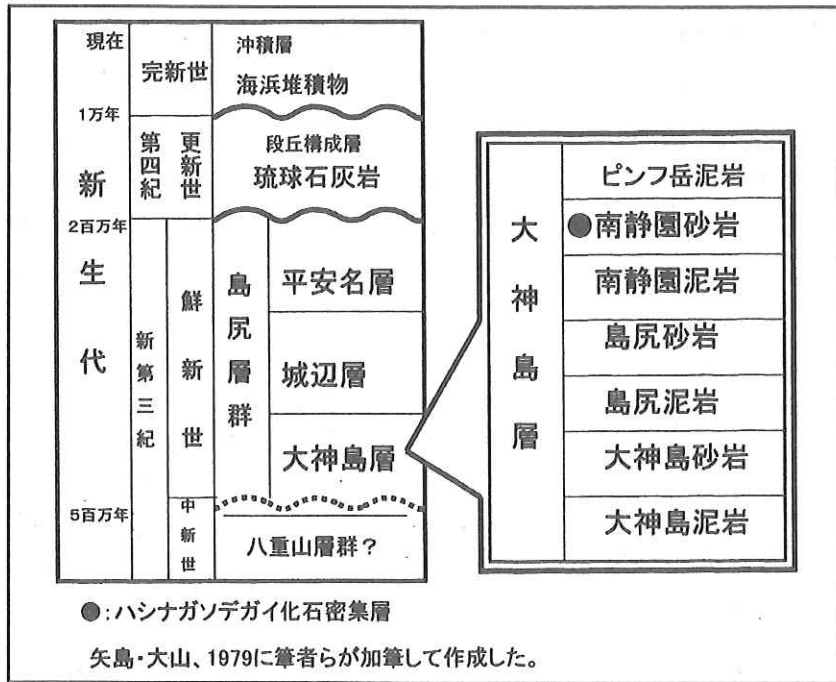 現在
1万年
2百万年
5百万年
新生代
完新世
第四紀
更新世
新第三紀
鮮新世
中新世
沖積層
海浜堆積物
段丘構成層
琉球石灰岩
島尻層群
平安名層
城辺層
大神島層
八重山層群?
大神島層
ピンフ岳泥岩
●南静園砂岩
南静園泥岩
島尻砂岩
島尻泥岩
大神島砂岩
大神島泥岩
●:ハシナガソデガイ化石密集層
矢島・大山、1979に筆者らが加筆して作成した。